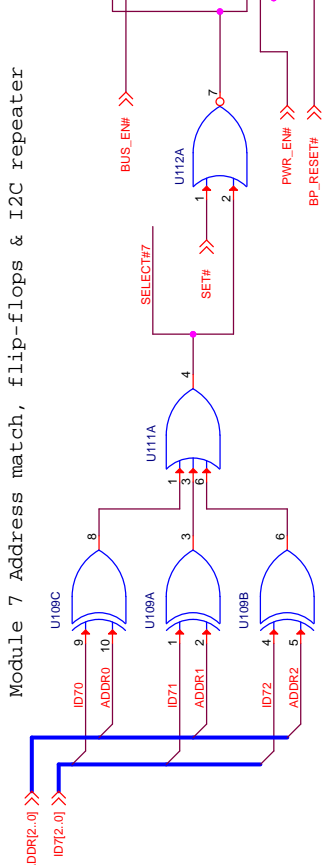 Module 7 Address match, flip-flops & I2C repeater
BUS_EN#
PWR_EN#
BP_RESET#
7
U112A
1
2
SET#
SELECT#7
4
U111A
1
3
6
U109C
8
9
10
ID70
ADDR0
U109A
3
1
2
ID71
ADDR1
U109B
6
4
5
ID72
ADDR2
DDR[2..0]
ID7[2..0]